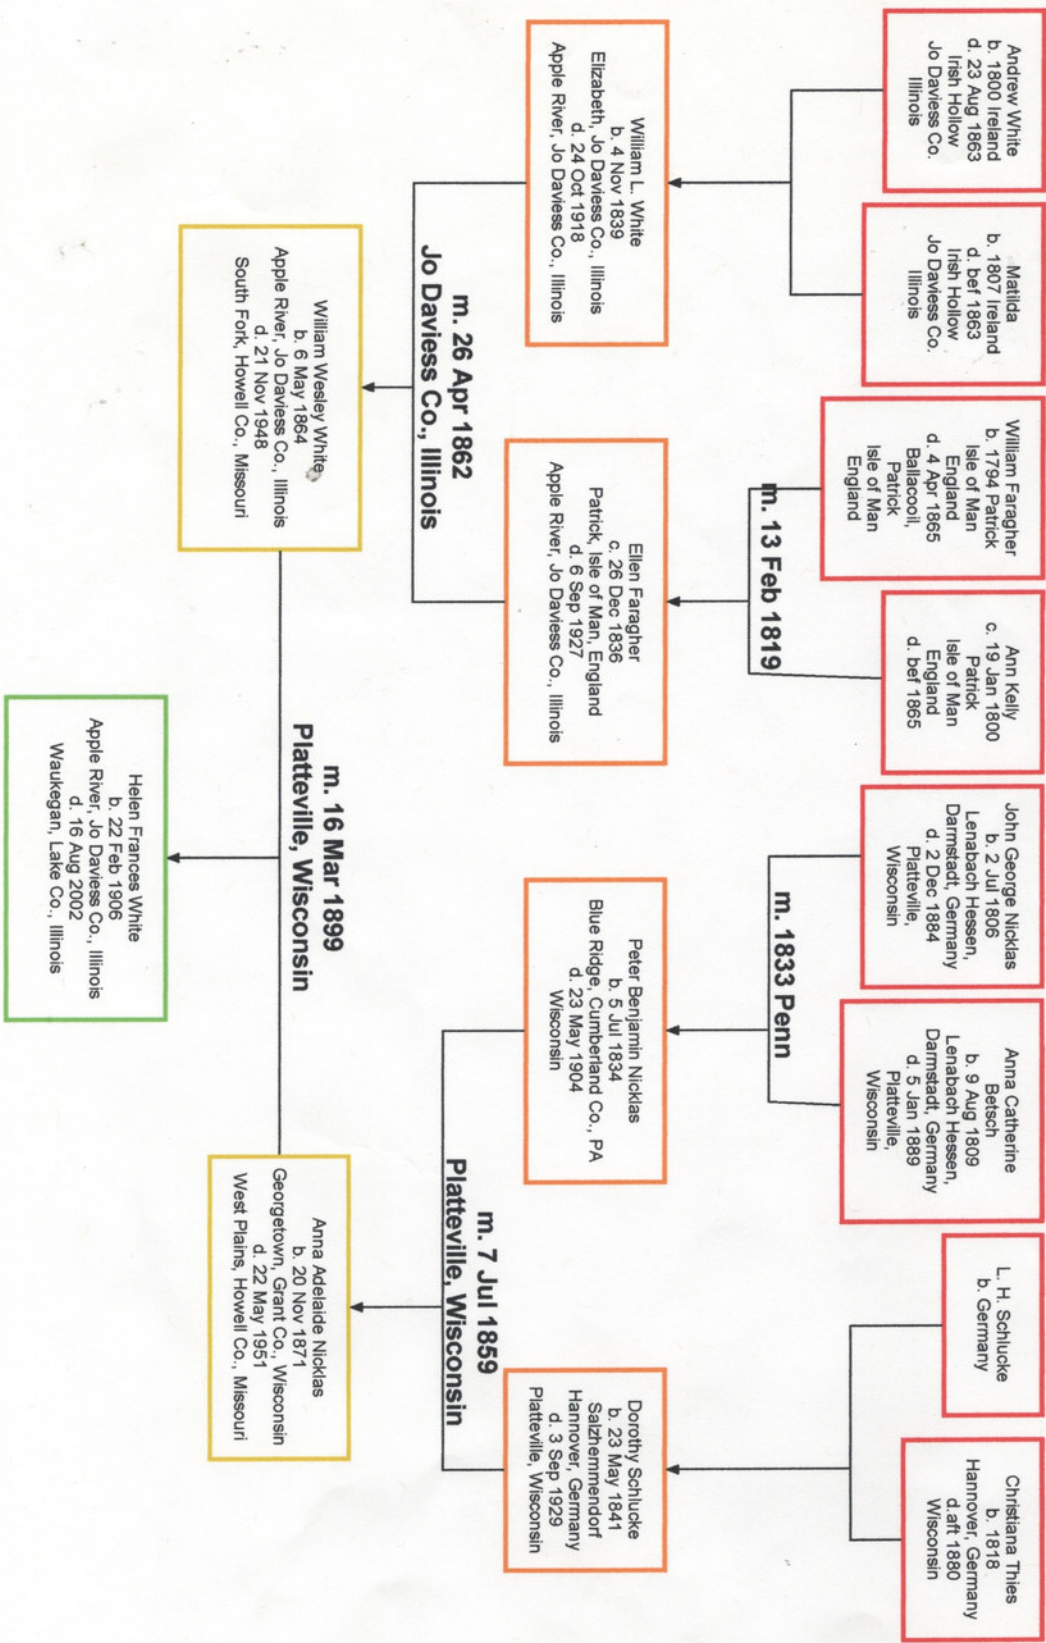 Andrew White
b. 1800 Ireland
d. 23 Aug 1863
Irish Hollow
Jo Daviess Co.
Illinois
Matilda
b. 1807 Ireland
d. bef 1863
Irish Hollow
Jo Daviess Co.
Illinois
William Faragher
b. 1794 Patrick
Isle of Man
England
d. 4 Apr 1865
Ballacooil,
Patrick
Isle of Man
England
Ann Kelly
c. 19 Jan 1800
Patrick
Isle of Man
England
d. bef 1865
John George Nicklas
b. 2 Jul 1806
Lenabach Hessen,
Darmstadt, Germany
d. 2 Dec 1884
Platteville,
Wisconsin
Anna Catherine
Betsch
b. 9 Aug 1809
Lenabach Hessen,
Darmstadt, Germany
d. 5 Jan 1889
Platteville,
Wisconsin
L. H. Schlucke
b. Germany
Christiana Thies
b. 1818
Hannover, Germany
d.aft 1880
Wisconsin
m. 13 Feb 1819
m. 1833 Penn
William L. White
b. 4 Nov 1839
Elizabeth, Jo Daviess Co., Illinois
d. 24 Oct 1918
Apple River, Jo Daviess Co., Illinois
Ellen Faragher
c. 26 Dec 1836
Patrick, Isle of Man, England
d. 6 Sep 1927
Apple River, Jo Daviess Co., Illinois
Peter Benjamin Nicklas
b. 5 Jul 1834
Blue Ridge, Cumberland Co., PA
d. 23 May 1904
Wisconsin
Dorothy Schlucke
b. 23 May 1841
Salzhemmendorf
Hannover, Germany
d. 3 Sep 1929
Platteville, Wisconsin
m. 26 Apr 1862
Jo Daviess Co., Illinois
m. 7 Jul 1859
Platteville, Wisconsin
William Wesley White
b. 6 May 1864
Apple River, Jo Daviess Co., Illinois
d. 21 Nov 1948
South Fork, Howell Co., Missouri
Anna Adelaide Nicklas
b. 20 Nov 1871
Georgetown, Grant Co., Wisconsin
d. 22 May 1951
West Plains, Howell Co., Missouri
m. 16 Mar 1899
Platteville, Wisconsin
Helen Frances White
b. 22 Feb 1906
Apple River, Jo Daviess Co., Illinois
d. 16 Aug 2002
Waukegan, Lake Co., Illinois